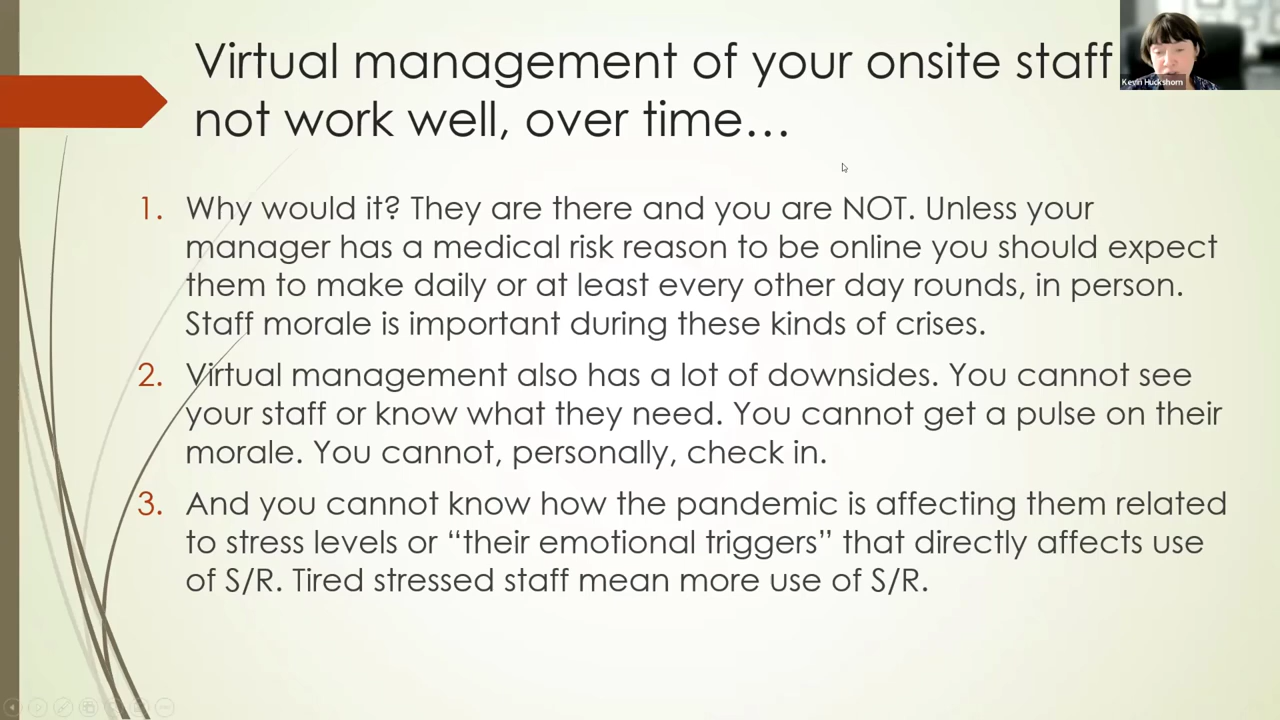 Virtual management of your onsite staff
not work well, over time…
Kevin Huckshorn
1. Why would it? They are there and you are NOT. Unless your
manager has a medical risk reason to be online you should expect
them to make daily or at least every other day rounds, in person.
Staff morale is important during these kinds of crises.
2. Virtual management also has a lot of downsides. You cannot see
your staff or know what they need. You cannot get a pulse on their
morale. You cannot, personally, check in.
3. And you cannot know how the pandemic is affecting them related
to stress levels or “their emotional triggers” that directly affects use
of S/R. Tired stressed staff mean more use of S/R.